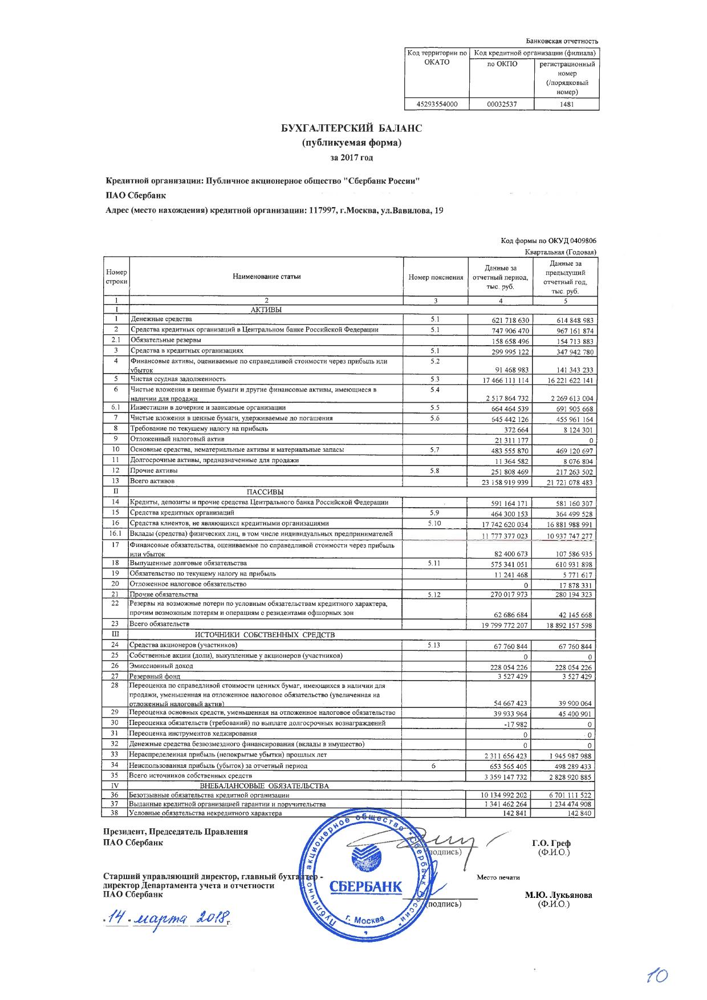 Банковская отчетность
Код территории по ОКАТО | Код кредитной организации (филиала)
по ОКПО | регистрационный номер (/порядковый номер)
45293554000 | 00032537 | 1481
БУХГАЛТЕРСКИЙ БАЛАНС
(публикуемая форма)
за 2017 год
Кредитной организации: Публичное акционерное общество "Сбербанк России"
ПАО Сбербанк
Адрес (место нахождения) кредитной организации: 117997, г.Москва, ул.Вавилова, 19
Код формы по ОКУД 0409806
Квартальная (Годовая)
Номер строки | Наименование статьи | Номер пояснения | Данные за отчетный период, тыс. руб. | Данные за предыдущий отчетный год, тыс. руб.
1 | 2 | 3 | 4 | 5
I | АКТИВЫ
1 | Денежные средства | 5.1 | 621 718 630 | 614 848 983
2 | Средства кредитных организаций в Центральном банке Российской Федерации | 5.1 | 747 906 470 | 967 161 874
2.1 | Обязательные резервы | 158 658 496 | 154 713 883
3 | Средства в кредитных организациях | 5.1 | 299 995 122 | 347 942 780
4 | Финансовые активы, оцениваемые по справедливой стоимости через прибыль или
убыток | 5.2 | 91 468 983 | 141 343 233
5 | Чистая ссудная задолженность | 5.3 | 17 466 111 114 | 16 221 622 141
6 | Чистые вложения в ценные бумаги и другие финансовые активы, имеющиеся в
наличии для продажи | 5.4 | 2 517 864 732 | 2 269 613 004
6.1 | Инвестиции в дочерние и зависимые организации | 5.5 | 664 464 539 | 691 905 668
7 | Чистые вложения в ценные бумаги, удерживаемые до погашения | 5.6 | 645 442 126 | 455 961 164
8 | Требование по текущему налогу на прибыль | 372 664 | 8 124 301
9 | Отложенный налоговый актив | 21 311 177 | 0
10 | Основные средства, нематериальные активы и материальные запасы | 5.7 | 483 555 870 | 469 120 697
11 | Долгосрочные активы, предназначенные для продажи | 11 364 582 | 8 076 804
12 | Прочие активы | 5.8 | 251 808 469 | 217 263 502
13 | Всего активов | 23 158 919 939 | 21 721 078 483
II | ПАССИВЫ
14 | Кредиты, депозиты и прочие средства Центрального банка Российской Федерации | 591 164 171 | 581 160 307
15 | Средства кредитных организаций | 5.9 | 464 300 153 | 364 499 528
16 | Средства клиентов, не являющихся кредитными организациями | 5.10 | 17 742 620 034 | 16 881 988 991
16.1 | Вклады (средства) физических лиц, в том числе индивидуальных предпринимателей | 11 777 377 023 | 10 937 747 277
17 | Финансовые обязательства, оцениваемые по справедливой стоимости через прибыль
или убыток | 82 400 673 | 107 586 935
18 | Выпущенные долговые обязательства | 5.11 | 575 341 051 | 610 931 898
19 | Обязательство по текущему налогу на прибыль | 11 241 468 | 5 771 617
20 | Отложенное налоговое обязательство | 0 | 17 878 331
21 | Прочие обязательства | 5.12 | 270 017 973 | 280 194 323
22 | Резервы на возможные потери по условным обязательствам кредитного характера,
прочим возможным потерям и операциям с резидентами офшорных зон | 62 686 684 | 42 145 668
23 | Всего обязательств | 19 799 772 207 | 18 892 157 598
III | ИСТОЧНИКИ СОБСТВЕННЫХ СРЕДСТВ
24 | Средства акционеров (участников) | 5.13 | 67 760 844 | 67 760 844
25 | Собственные акции (доли), выкупленные у акционеров (участников) | 0 | 0
26 | Эмиссионный доход | 228 054 226 | 228 054 226
27 | Резервный фонд | 3 527 429 | 3 527 429
28 | Переоценка по справедливой стоимости ценных бумаг, имеющихся в наличии для
продажи, уменьшенная на отложенное налоговое обязательство (увеличенная на
отложенный налоговый актив) | 54 667 423 | 39 900 064
29 | Переоценка основных средств, уменьшенная на отложенное налоговое обязательство | 39 933 964 | 45 400 901
30 | Переоценка обязательств (требований) по выплате долгосрочных вознаграждений | -17 982 | 0
31 | Переоценка инструментов хеджирования | 0 | 0
32 | Денежные средства безвозмездного финансирования (вклады в имущество) | 0 | 0
33 | Нераспределенная прибыль (непокрытые убытки) прошлых лет | 2 311 656 423 | 1 945 987 988
34 | Неиспользованная прибыль (убыток) за отчетный период | 6 | 653 565 405 | 498 289 433
35 | Всего источников собственных средств | 3 359 147 732 | 2 828 920 885
IV | ВНЕБАЛАНСОВЫЕ ОБЯЗАТЕЛЬСТВА
36 | Безотзывные обязательства кредитной организации | 10 134 992 202 | 6 701 111 522
37 | Выданные кредитной организацией гарантии и поручительства | 1 341 462 264 | 1 234 474 908
38 | Условные обязательства некредитного характера | 142 841 | 142 840
Президент, Председатель Правления
ПАО Сбербанк
(подпись)
Г.О. Греф
(Ф.И.О.)
Старший управляющий директор, главный бухгалтер -
директор Департамента учета и отчетности
ПАО Сбербанк
Место печати
(подпись)
М.Ю. Лукьянова
(Ф.И.О.)
"14" марта 2018 г.
Публичное акционерное общество "Сбербанк России"
СБЕРБАНК
г. Москва
10